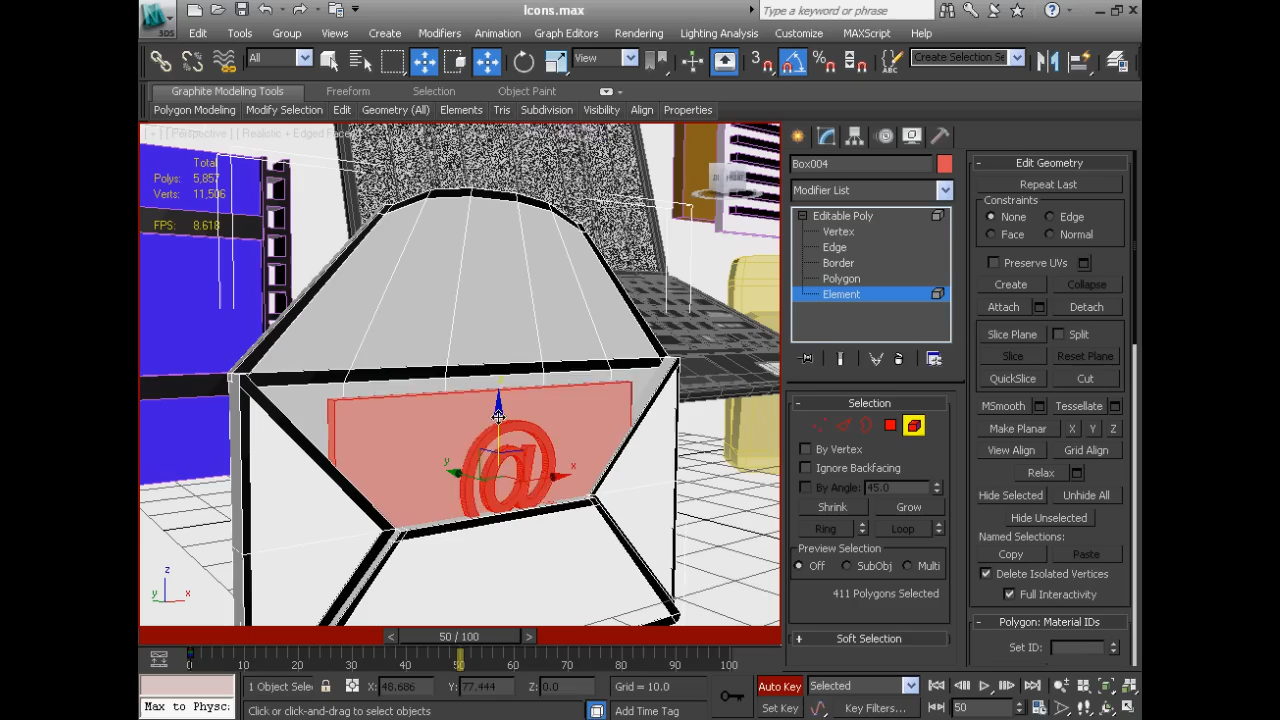 Icons.max
Type a keyword or phrase
3DS
Edit Tools Group Views Create Modifiers Animation Graph Editors Rendering Lighting Analysis Customize MAXScript Help
All View 3 Create Selection Se
Graphite Modeling Tools Freeform Selection Object Paint
Polygon Modeling Modify Selection Edit Geometry (All) Elements Tris Subdivision Visibility Align Properties
[ + ] [ Perspective ] [ Realistic + Edged Faces ]
Total
Polys: 5,857
Verts: 11,506
FPS: 8.618
@
z
y
x
z
y x
Box004
Modifier List
Editable Poly
Vertex
Edge
Border
Polygon
Element
Selection
By Vertex
Ignore Backfacing
By Angle: 45.0
Shrink Grow
Ring Loop
Preview Selection
Off SubObj Multi
411 Polygons Selected
Soft Selection
Edit Geometry
Repeat Last
Constraints
None Edge
Face Normal
Preserve UVs
Create Collapse
Attach Detach
Slice Plane Split
Slice Reset Plane
QuickSlice Cut
MSmooth Tessellate
Make Planar X Y Z
View Align Grid Align
Relax
Hide Selected Unhide All
Hide Unselected
Named Selections:
Copy Paste
Delete Isolated Vertices
Full Interactivity
Polygon: Material IDs
Set ID:
< 50 / 100 >
0 10 20 30 40 50 60 70 80 90 100
1 Object Sele X: 48.686 Y: 77.444 Z: 0.0 Grid = 10.0 Auto Key Selected
Max to Physc: Click or click-and-drag to select objects Add Time Tag Set Key Key Filters... 50